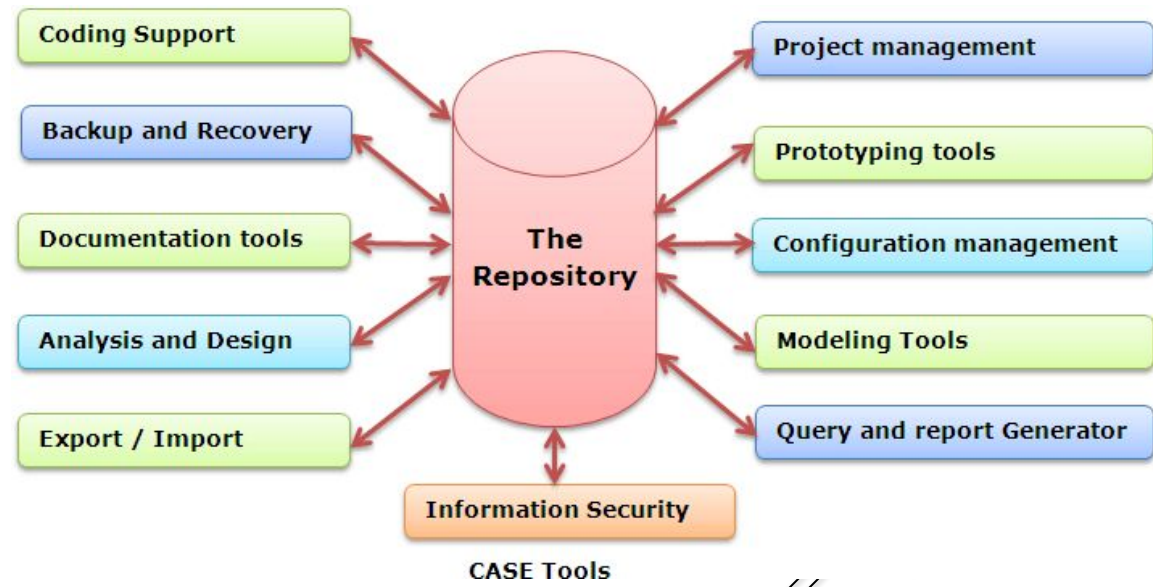 Coding Support
Backup and Recovery
Documentation tools
Analysis and Design
Export / Import
The
Repository
Project management
Prototyping tools
Configuration management
Modeling Tools
Query and report Generator
Information Security
CASE Tools